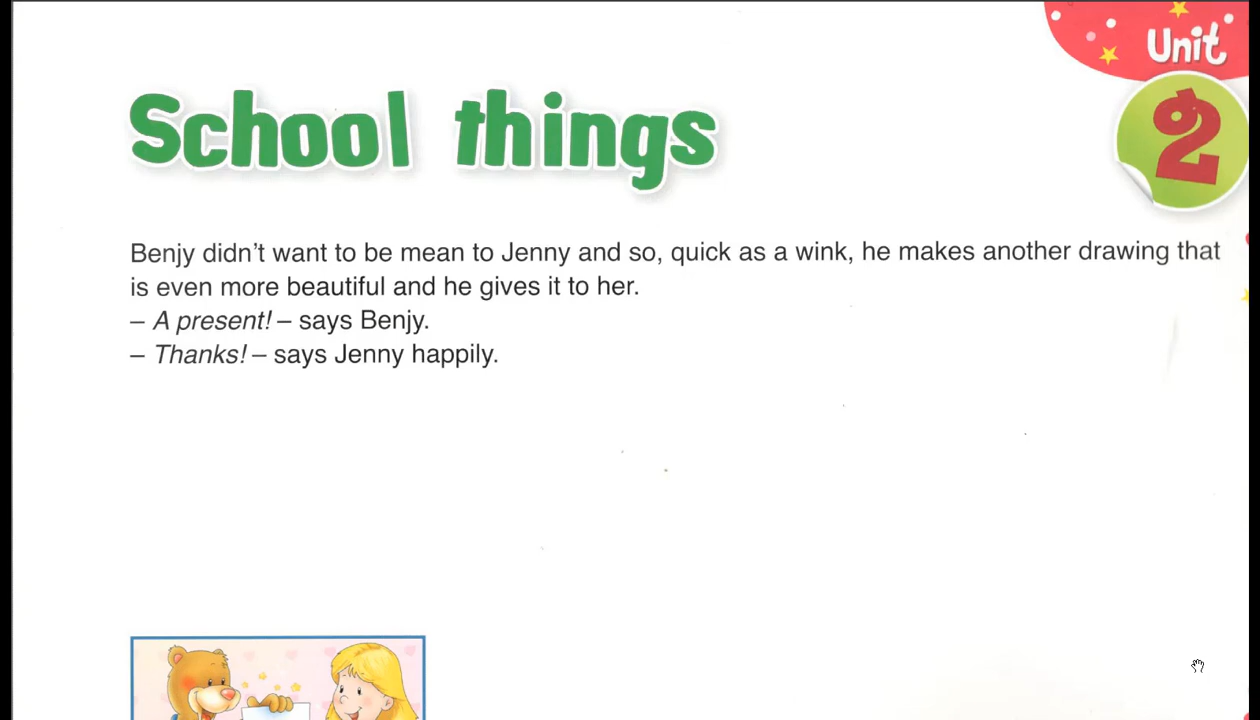 Unit
2
School things
Benjy didn't want to be mean to Jenny and so, quick as a wink, he makes another drawing that
is even more beautiful and he gives it to her.
– A present! – says Benjy.
– Thanks! – says Jenny happily.